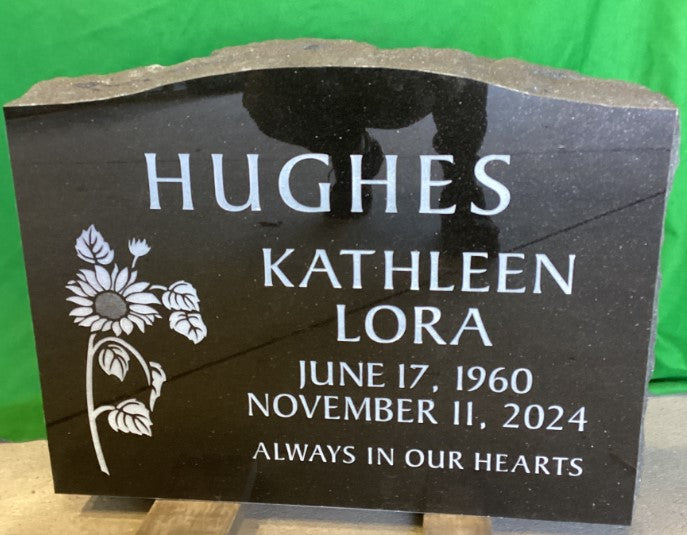 HUGHES
KATHLEEN
LORA
JUNE 17, 1960
NOVEMBER 11, 2024
ALWAYS IN OUR HEARTS